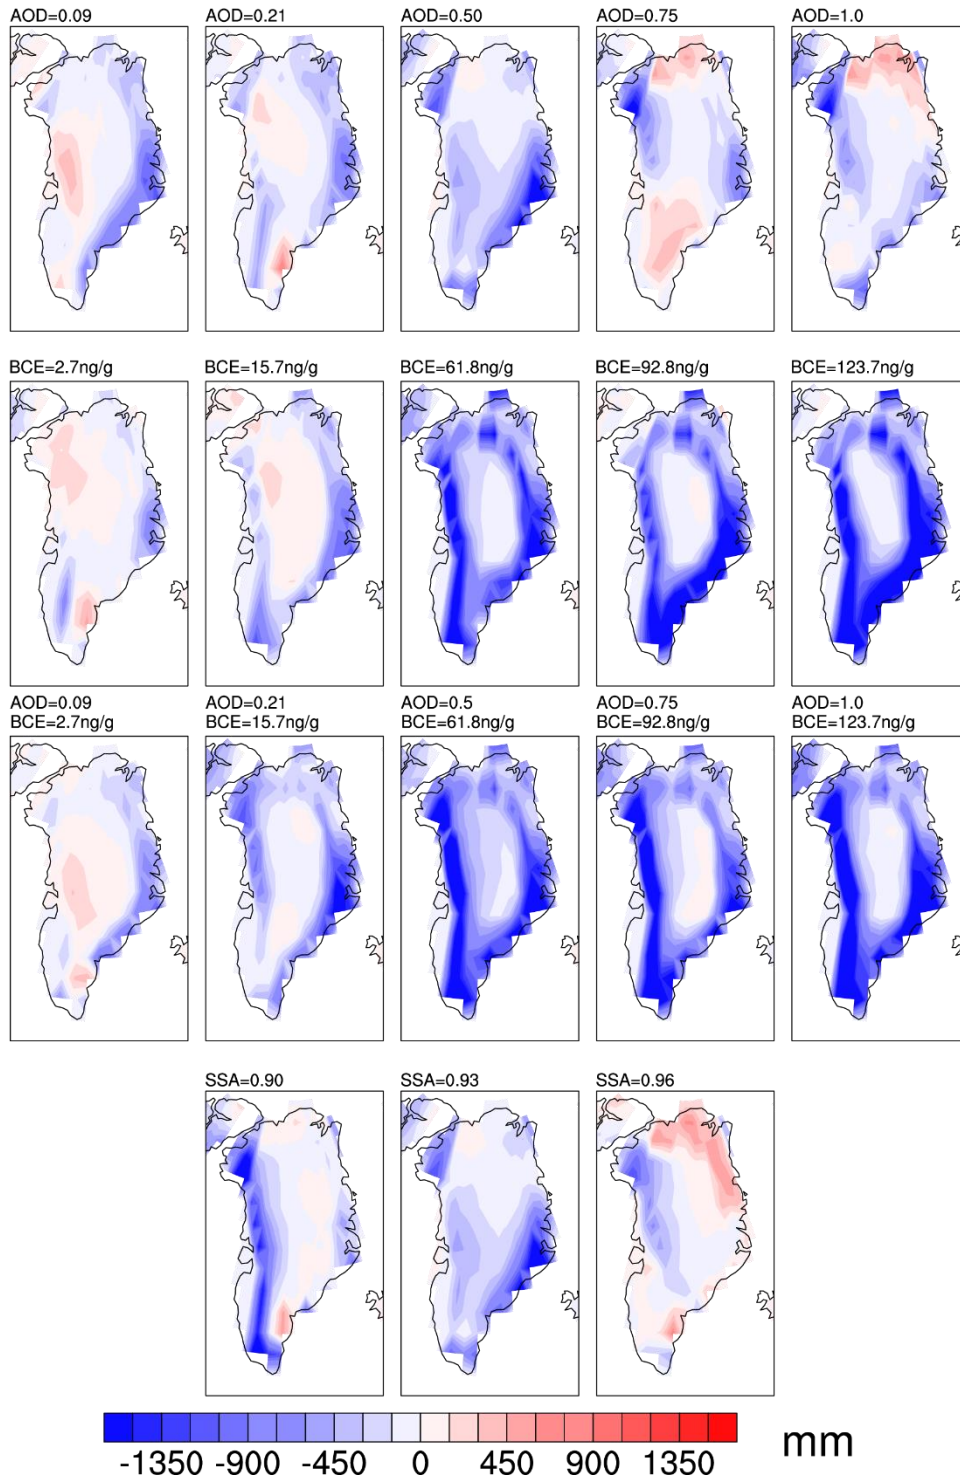 AOD=0.09 AOD=0.21 AOD=0.50 AOD=0.75 AOD=1.0
BCE=2.7ng/g BCE=15.7ng/g BCE=61.8ng/g BCE=92.8ng/g BCE=123.7ng/g
AOD=0.09 AOD=0.21 AOD=0.5 AOD=0.75 AOD=1.0
BCE=2.7ng/g BCE=15.7ng/g BCE=61.8ng/g BCE=92.8ng/g BCE=123.7ng/g
SSA=0.90 SSA=0.93 SSA=0.96
-1350 -900 -450 0 450 900 1350 mm